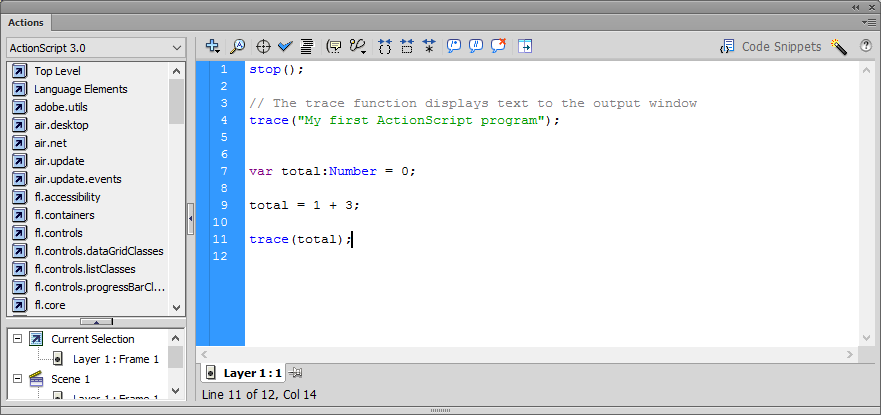 Actions
ActionScript 3.0
Top Level
Language Elements
adobe.utils
air.desktop
air.net
air.update
air.update.events
fl.accessibility
fl.containers
fl.controls
fl.controls.dataGridClasses
fl.controls.listClasses
fl.controls.progressBarCl...
fl.core
Current Selection
Layer 1 : Frame 1
Scene 1
Layer 1 : Frame 1
Code Snippets
1 stop();
2
3 // The trace function displays text to the output window
4 trace("My first ActionScript program");
5
6
7 var total:Number = 0;
8
9 total = 1 + 3;
10
11 trace(total);
12
Layer 1 : 1
Line 11 of 12, Col 14